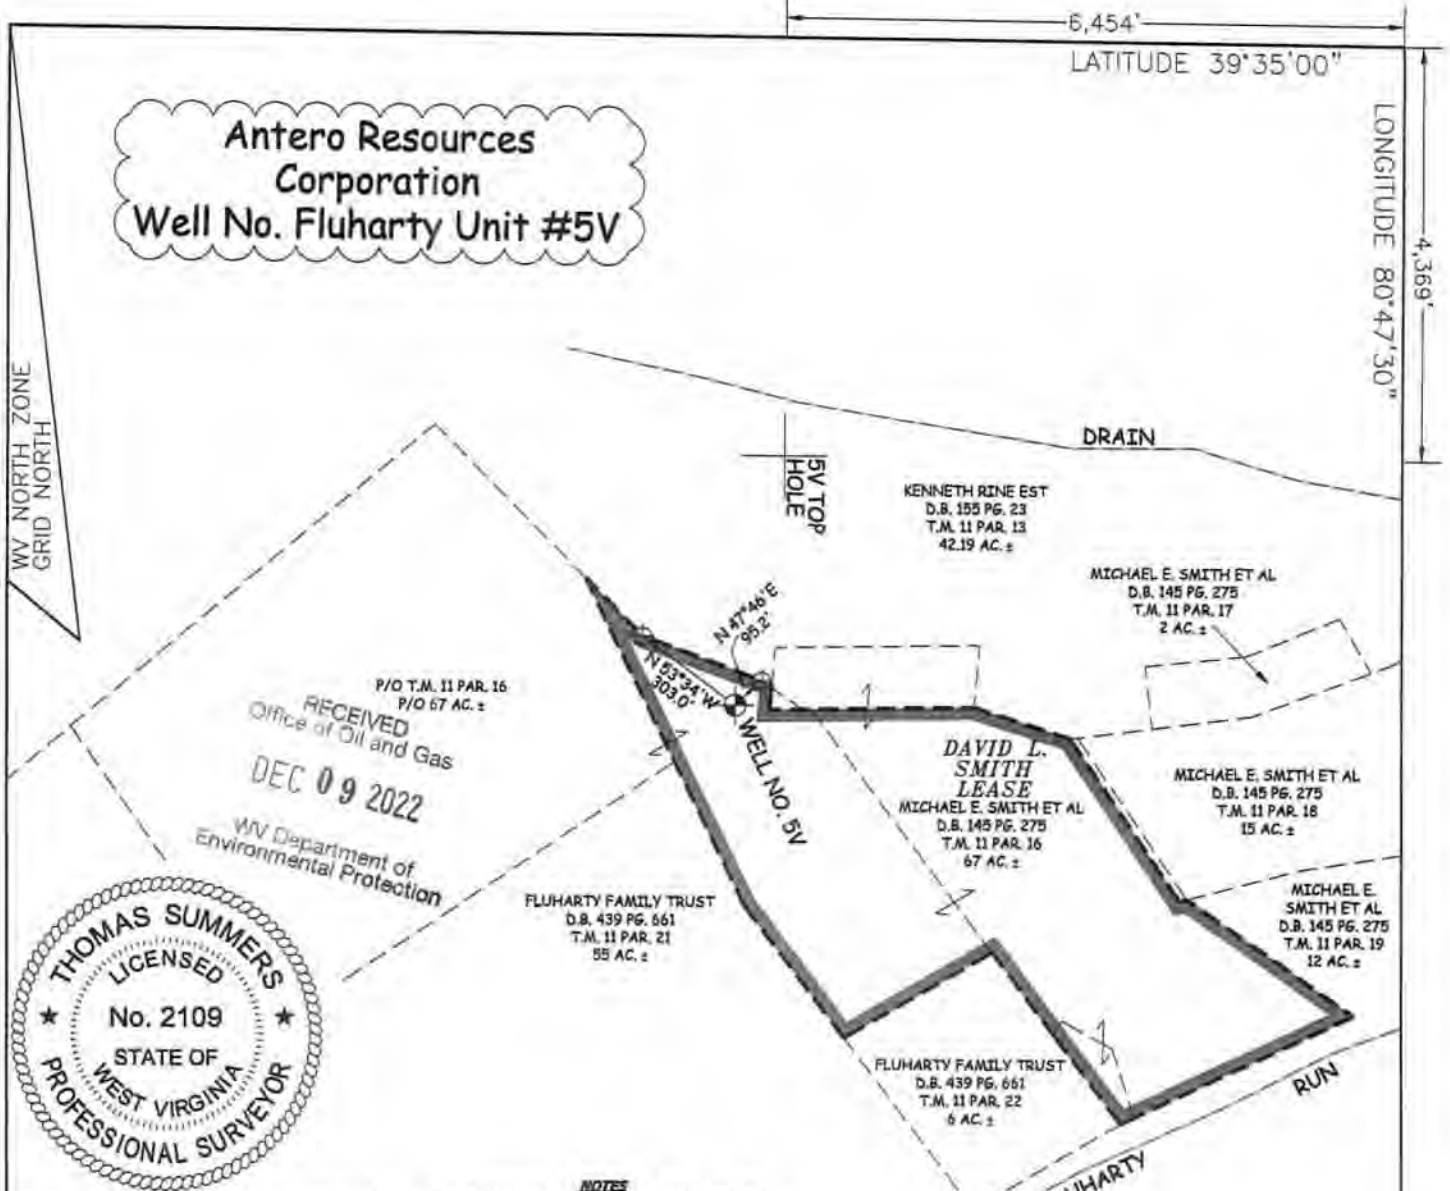 6,454'
LATITUDE 39°35'00"
LONGITUDE 80°47'30"
4,369'
Antero Resources
Corporation
Well No. Fluharty Unit #5V
WV NORTH ZONE
GRID NORTH
DRAIN
5V TOP
HOLE
KENNETH RINE EST
D.B. 155 PG. 23
T.M. 11 PAR. 13
42.19 AC. ±
MICHAEL E. SMITH ET AL
D.B. 145 PG. 275
T.M. 11 PAR. 17
2 AC. ±
N 47°46'E
95.2'
N 53°34'W
303.0'
WELL NO. 5V
P/O T.M. 11 PAR. 16
P/O 67 AC. ±
RECEIVED
Office of Oil and Gas
DEC 09 2022
WV Department of
Environmental Protection
DAVID L.
SMITH
LEASE
MICHAEL E. SMITH ET AL
D.B. 145 PG. 275
T.M. 11 PAR. 16
67 AC. ±
MICHAEL E. SMITH ET AL
D.B. 145 PG. 275
T.M. 11 PAR. 18
15 AC. ±
MICHAEL E.
SMITH ET AL
D.B. 145 PG. 275
T.M. 11 PAR. 19
12 AC. ±
FLUHARTY FAMILY TRUST
D.B. 439 PG. 661
T.M. 11 PAR. 21
55 AC. ±
FLUHARTY FAMILY TRUST
D.B. 439 PG. 661
T.M. 11 PAR. 22
6 AC. ±
THOMAS SUMMERS
LICENSED
No. 2109
STATE OF
WEST VIRGINIA
PROFESSIONAL SURVEYOR
RUN
UHARTY
NOTES